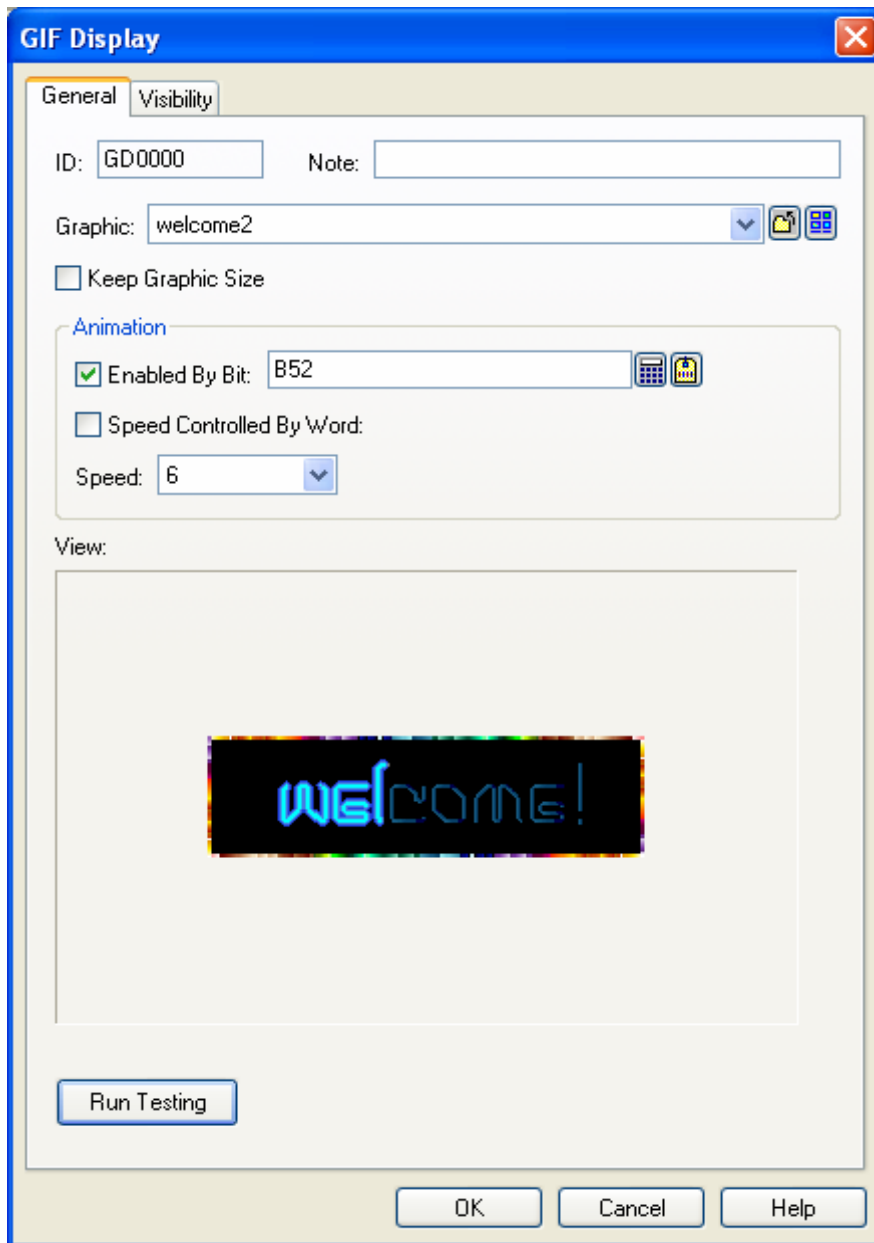 GIF Display
General Visibility
ID: GD0000 Note:
Graphic: welcome2
Keep Graphic Size
Animation
Enabled By Bit: B52
Speed Controlled By Word:
Speed: 6
View:
welcome!
Run Testing
OK Cancel Help